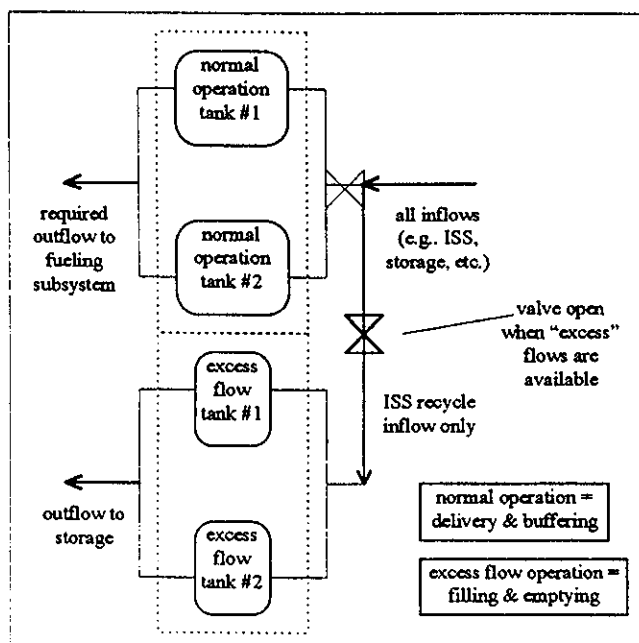 normal
operation
tank #1
required
outflow to
fueling
subsystem
all inflows
(e.g.. ISS,
storage, etc.)
normal
operation
tank #2
valve open
when "excess"
flows are
available
excess
flow
tank #1
ISS recycle
inflow only
outflow to
storage
excess
flow
tank #2
normal operation =
delivery & buffering
excess flow operation =
filling & emptying